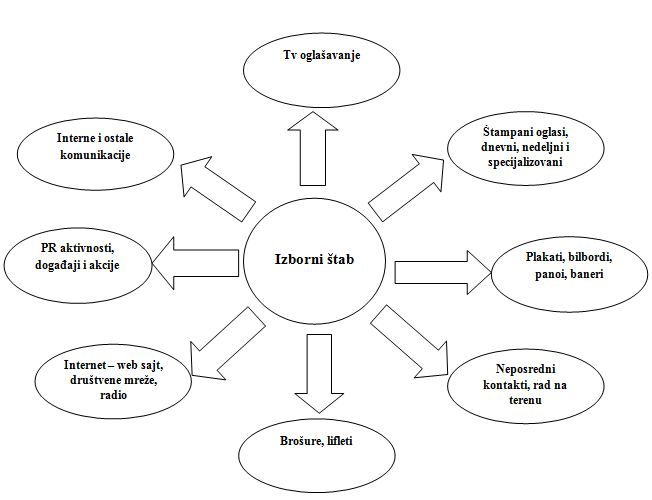 Tv oglašavanje
Štampani oglasi,
dnevni, nedeljni i
specijalizovani
Interne i ostale
komunikacije
PR aktivnosti,
događaji i akcije
Izborni štab
Plakati, bilbordi,
panoi, baneri
Internet – web sajt,
društvene mreže,
radio
Neposredni
kontakti, rad na
terenu
Brošure, lifleti